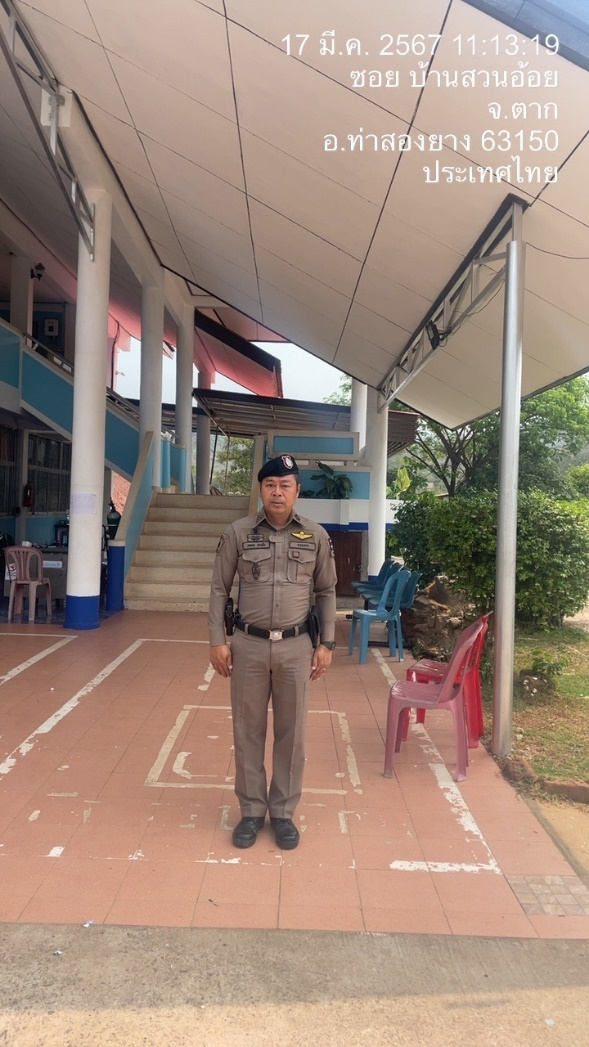 17 มี.ค. 2567 11:13:19
ซอย บ้านสวนอ้อย
จ.ตาก
อ.ท่าสองยาง 63150
ประเทศไทย